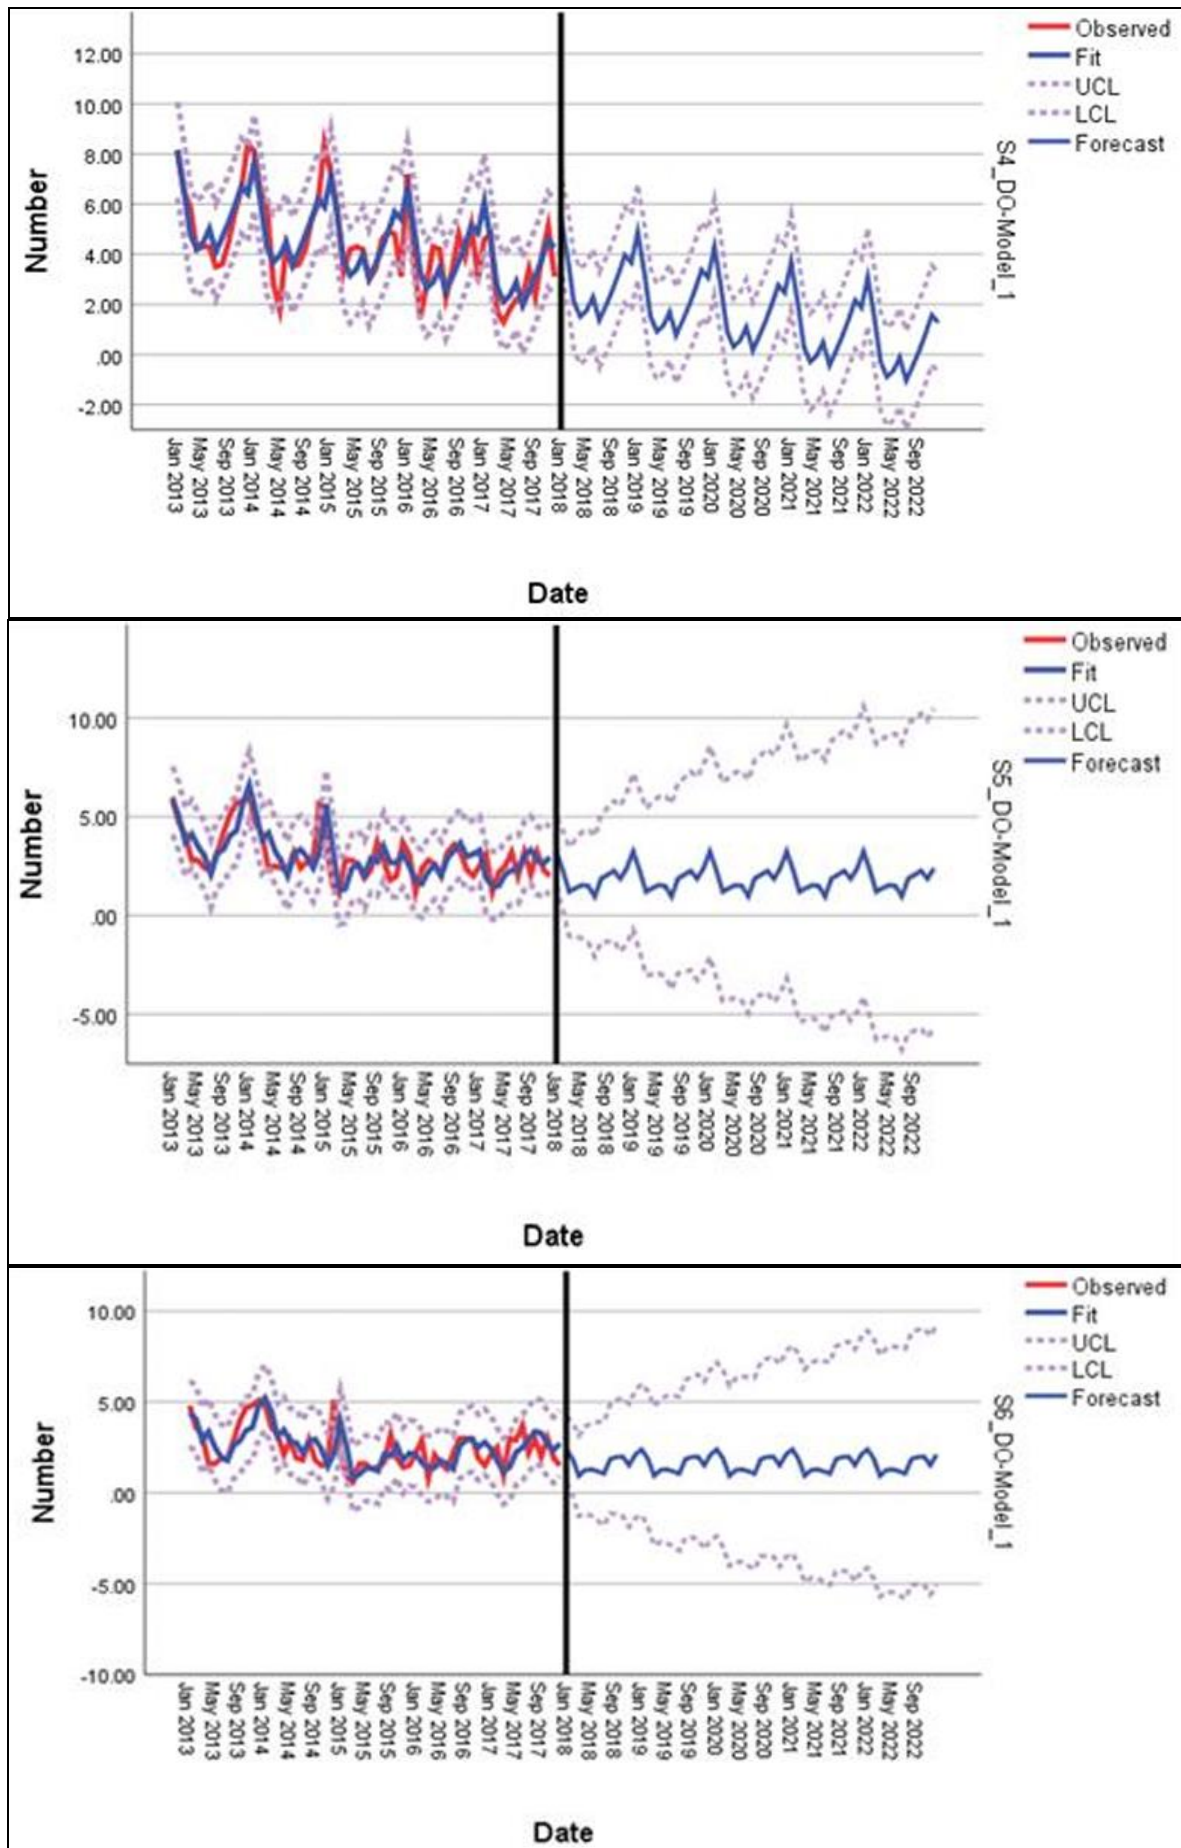 Observed
Fit
UCL
LCL
Forecast
12.00
10.00
8.00
6.00
4.00
2.00
.00
-2.00
Number
S4_DO-Model_1
Jan 2013
May 2013
Sep 2013
Jan 2014
May 2014
Sep 2014
Jan 2015
May 2015
Sep 2015
Jan 2016
May 2016
Sep 2016
Jan 2017
May 2017
Sep 2017
Jan 2018
May 2018
Sep 2018
Jan 2019
May 2019
Sep 2019
Jan 2020
May 2020
Sep 2020
Jan 2021
May 2021
Sep 2021
Jan 2022
May 2022
Sep 2022
Date
Observed
Fit
UCL
LCL
Forecast
10.00
5.00
.00
-5.00
Number
S5_DO-Model_1
Jan 2013
May 2013
Sep 2013
Jan 2014
May 2014
Sep 2014
Jan 2015
May 2015
Sep 2015
Jan 2016
May 2016
Sep 2016
Jan 2017
May 2017
Sep 2017
Jan 2018
May 2018
Sep 2018
Jan 2019
May 2019
Sep 2019
Jan 2020
May 2020
Sep 2020
Jan 2021
May 2021
Sep 2021
Jan 2022
May 2022
Sep 2022
Date
Observed
Fit
UCL
LCL
Forecast
10.00
5.00
.00
-5.00
-10.00
Number
S6_DO-Model_1
Jan 2013
May 2013
Sep 2013
Jan 2014
May 2014
Sep 2014
Jan 2015
May 2015
Sep 2015
Jan 2016
May 2016
Sep 2016
Jan 2017
May 2017
Sep 2017
Jan 2018
May 2018
Sep 2018
Jan 2019
May 2019
Sep 2019
Jan 2020
May 2020
Sep 2020
Jan 2021
May 2021
Sep 2021
Jan 2022
May 2022
Sep 2022
Date